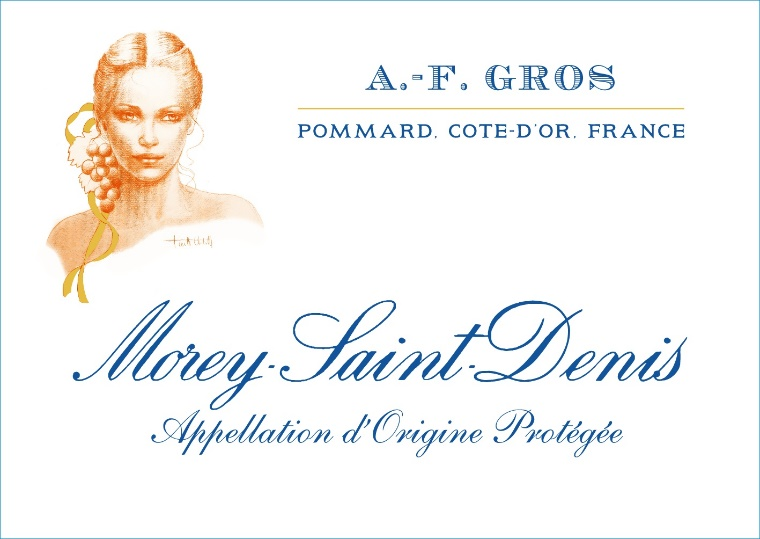 A.-F. GROS
POMMARD, COTE-D'OR, FRANCE
Morey-Saint-Denis
Appellation d'Origine Protégée